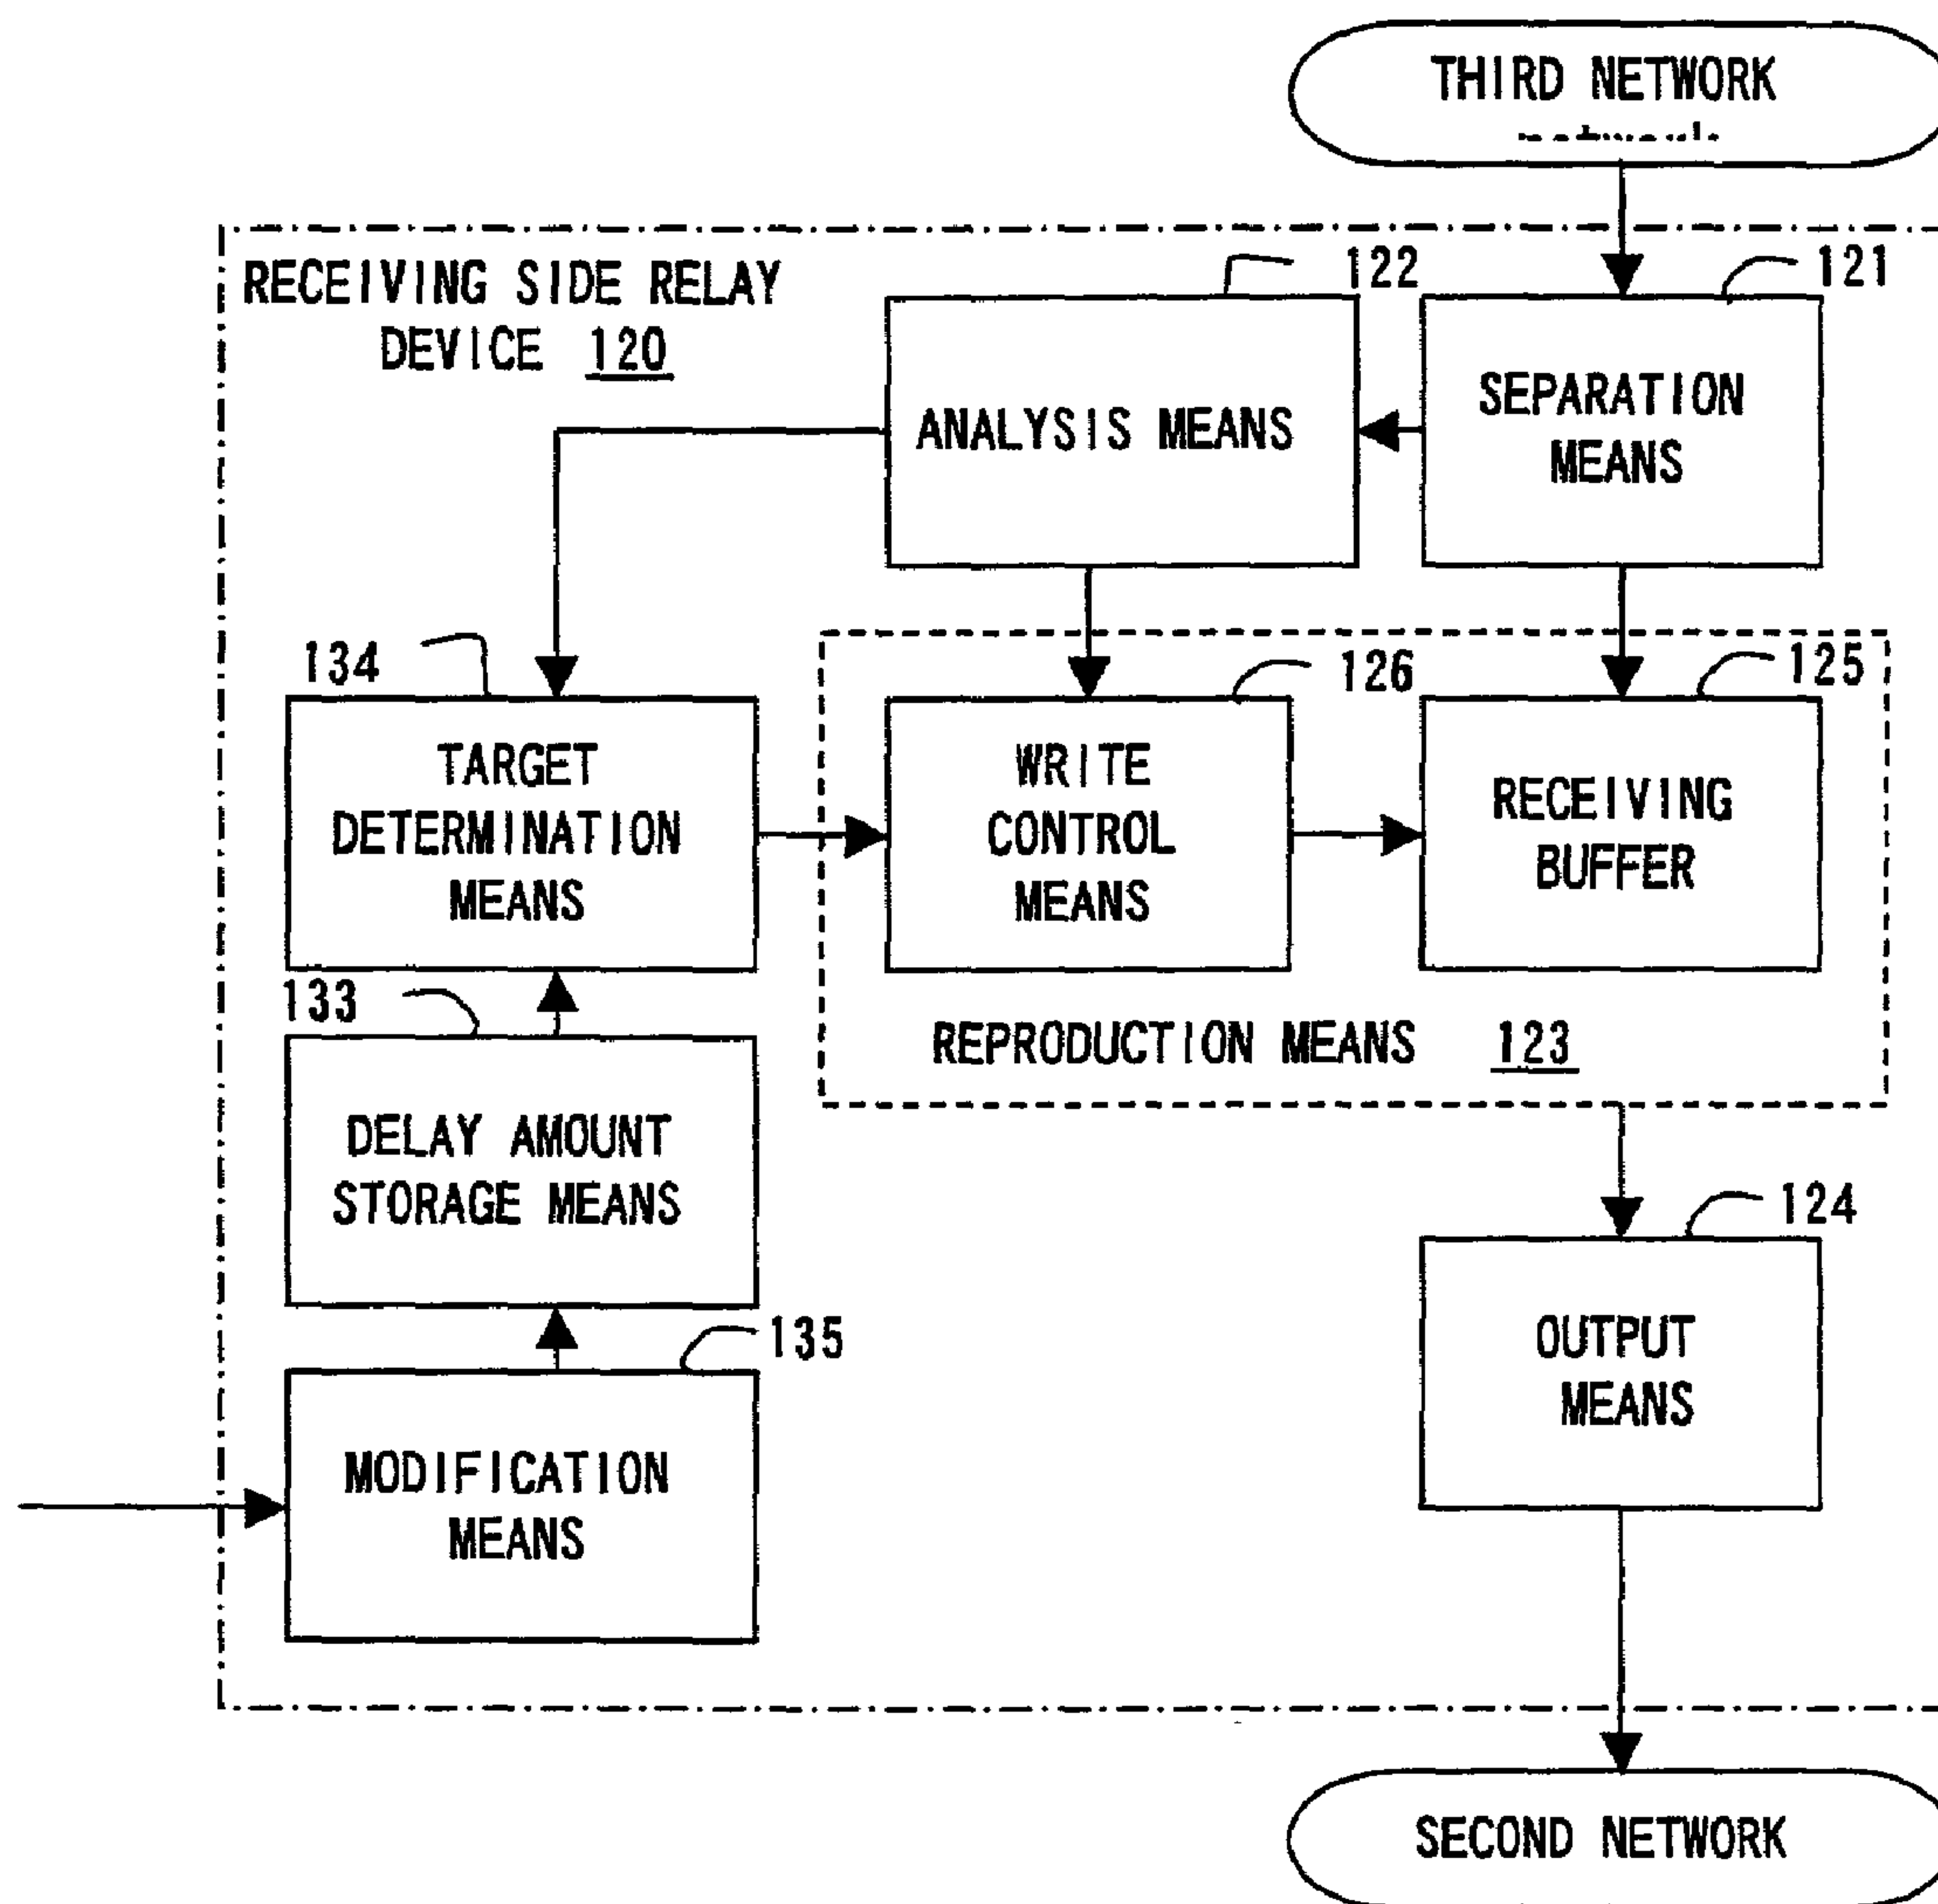 THIRD NETWORK
RECEIVING SIDE RELAY
DEVICE 120
122
121
ANALYSIS MEANS
SEPARATION
MEANS
134
126
125
TARGET
DETERMINATION
MEANS
WRITE
CONTROL
MEANS
RECEIVING
BUFFER
133
REPRODUCTION MEANS 123
DELAY AMOUNT
STORAGE MEANS
124
135
OUTPUT
MEANS
MODIFICATION
MEANS
SECOND NETWORK